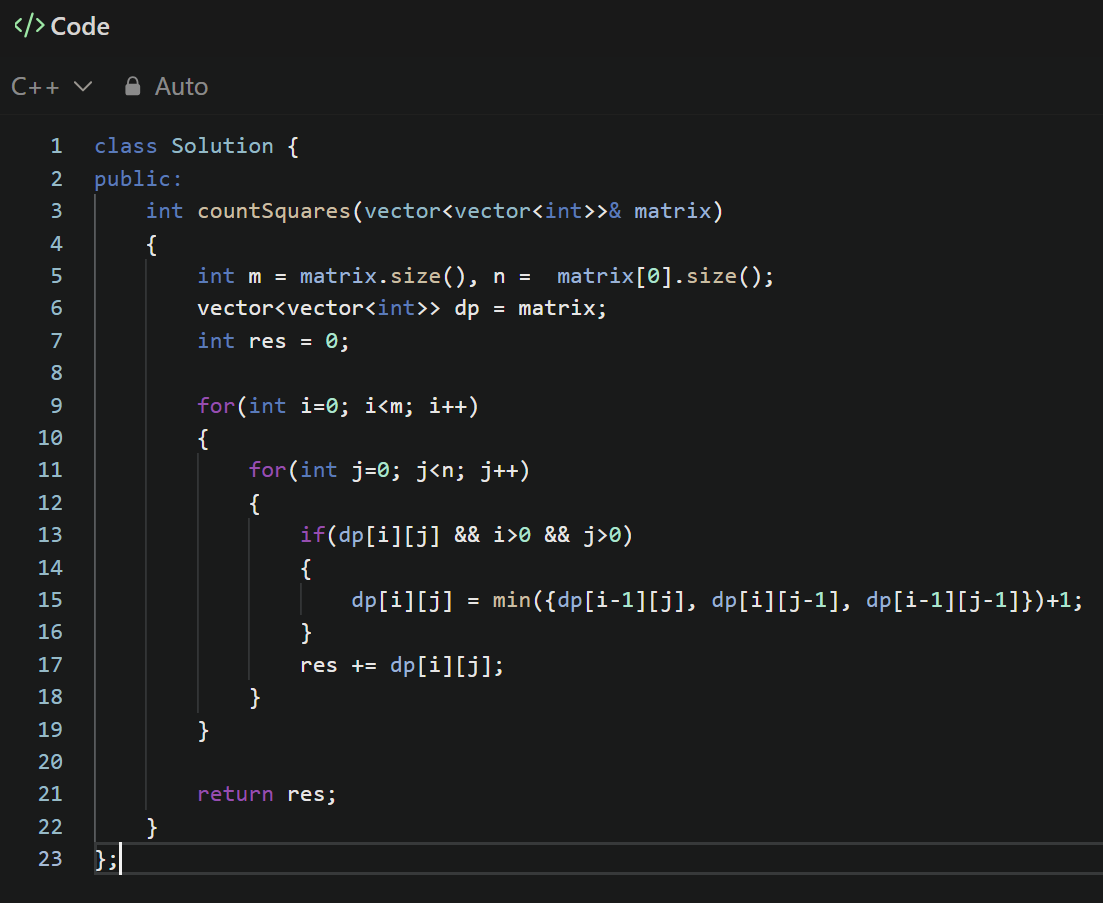 </> Code
C++ Auto
1 class Solution {
2 public:
3     int countSquares(vector<vector<int>>& matrix)
4     {
5         int m = matrix.size(), n =  matrix[0].size();
6         vector<vector<int>> dp = matrix;
7         int res = 0;
8
9         for(int i=0; i<m; i++)
10         {
11             for(int j=0; j<n; j++)
12             {
13                 if(dp[i][j] && i>0 && j>0)
14                 {
15                     dp[i][j] = min({dp[i-1][j], dp[i][j-1], dp[i-1][j-1]})+1;
16                 }
17                 res += dp[i][j];
18             }
19         }
20
21         return res;
22     }
23 };